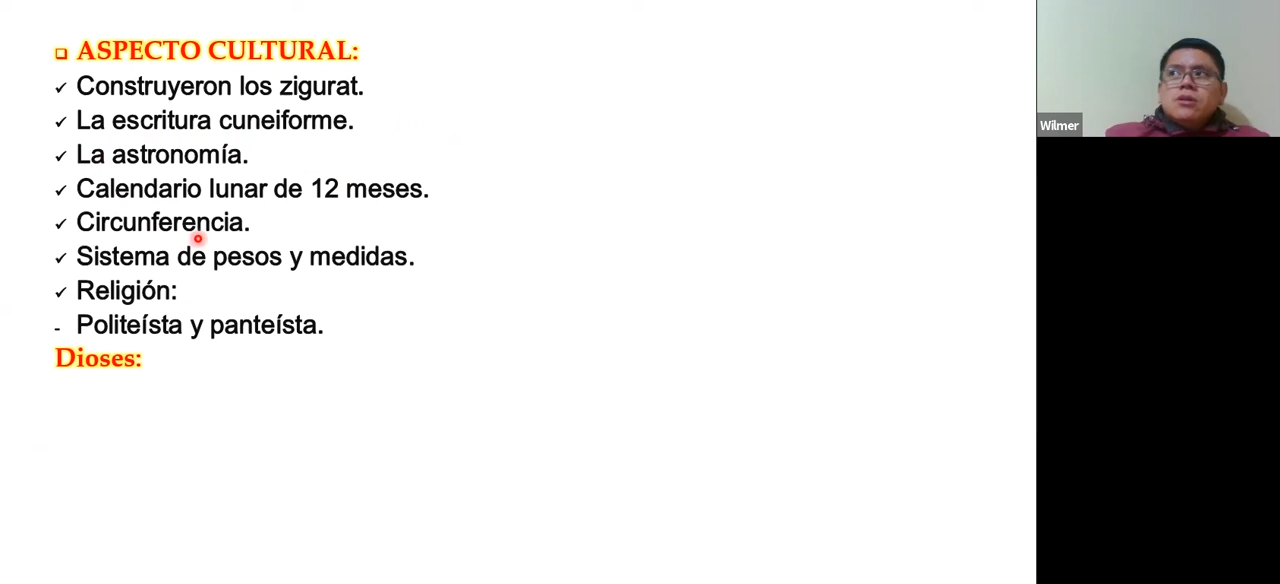 ASPECTO CULTURAL:
Construyeron los zigurat.
La escritura cuneiforme.
La astronomía.
Calendario lunar de 12 meses.
Circunferencia.
Sistema de pesos y medidas.
Religión:
- Politeísta y panteísta.
Dioses:
Wilmer